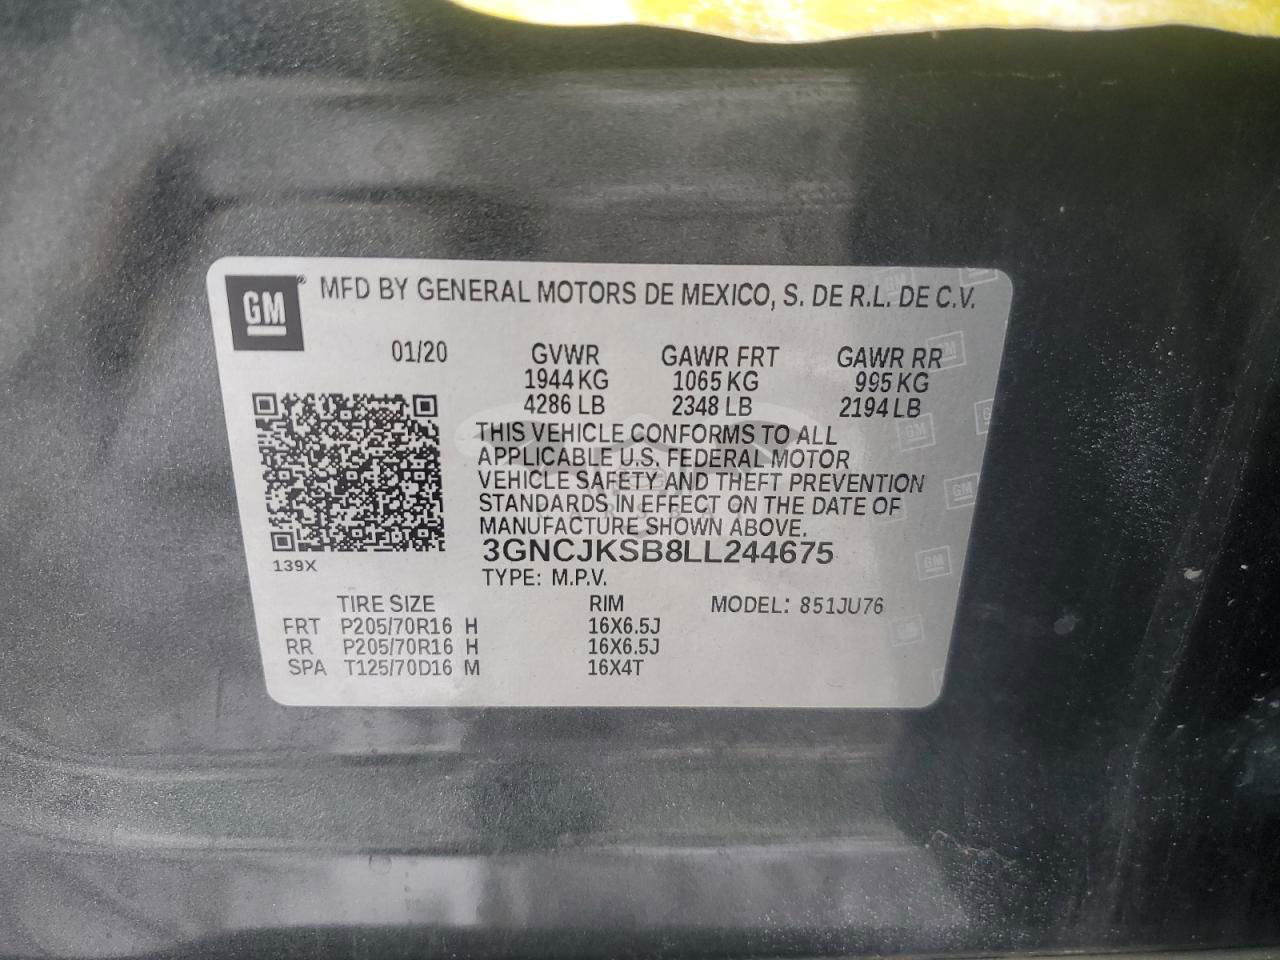 GM® MFD BY GENERAL MOTORS DE MEXICO, S. DE R.L. DE C.V.
01/20 GVWR GAWR FRT GAWR RR
1944 KG 1065 KG 995 KG
4286 LB 2348 LB 2194 LB
THIS VEHICLE CONFORMS TO ALL
APPLICABLE U.S. FEDERAL MOTOR
VEHICLE SAFETY AND THEFT PREVENTION
STANDARDS IN EFFECT ON THE DATE OF
MANUFACTURE SHOWN ABOVE.
3GNCJKSB8LL244675
139X
TYPE: M.P.V.
TIRE SIZE RIM MODEL: 851JU76
FRT P205/70R16 H 16X6.5J
RR P205/70R16 H 16X6.5J
SPA T125/70D16 M 16X4T